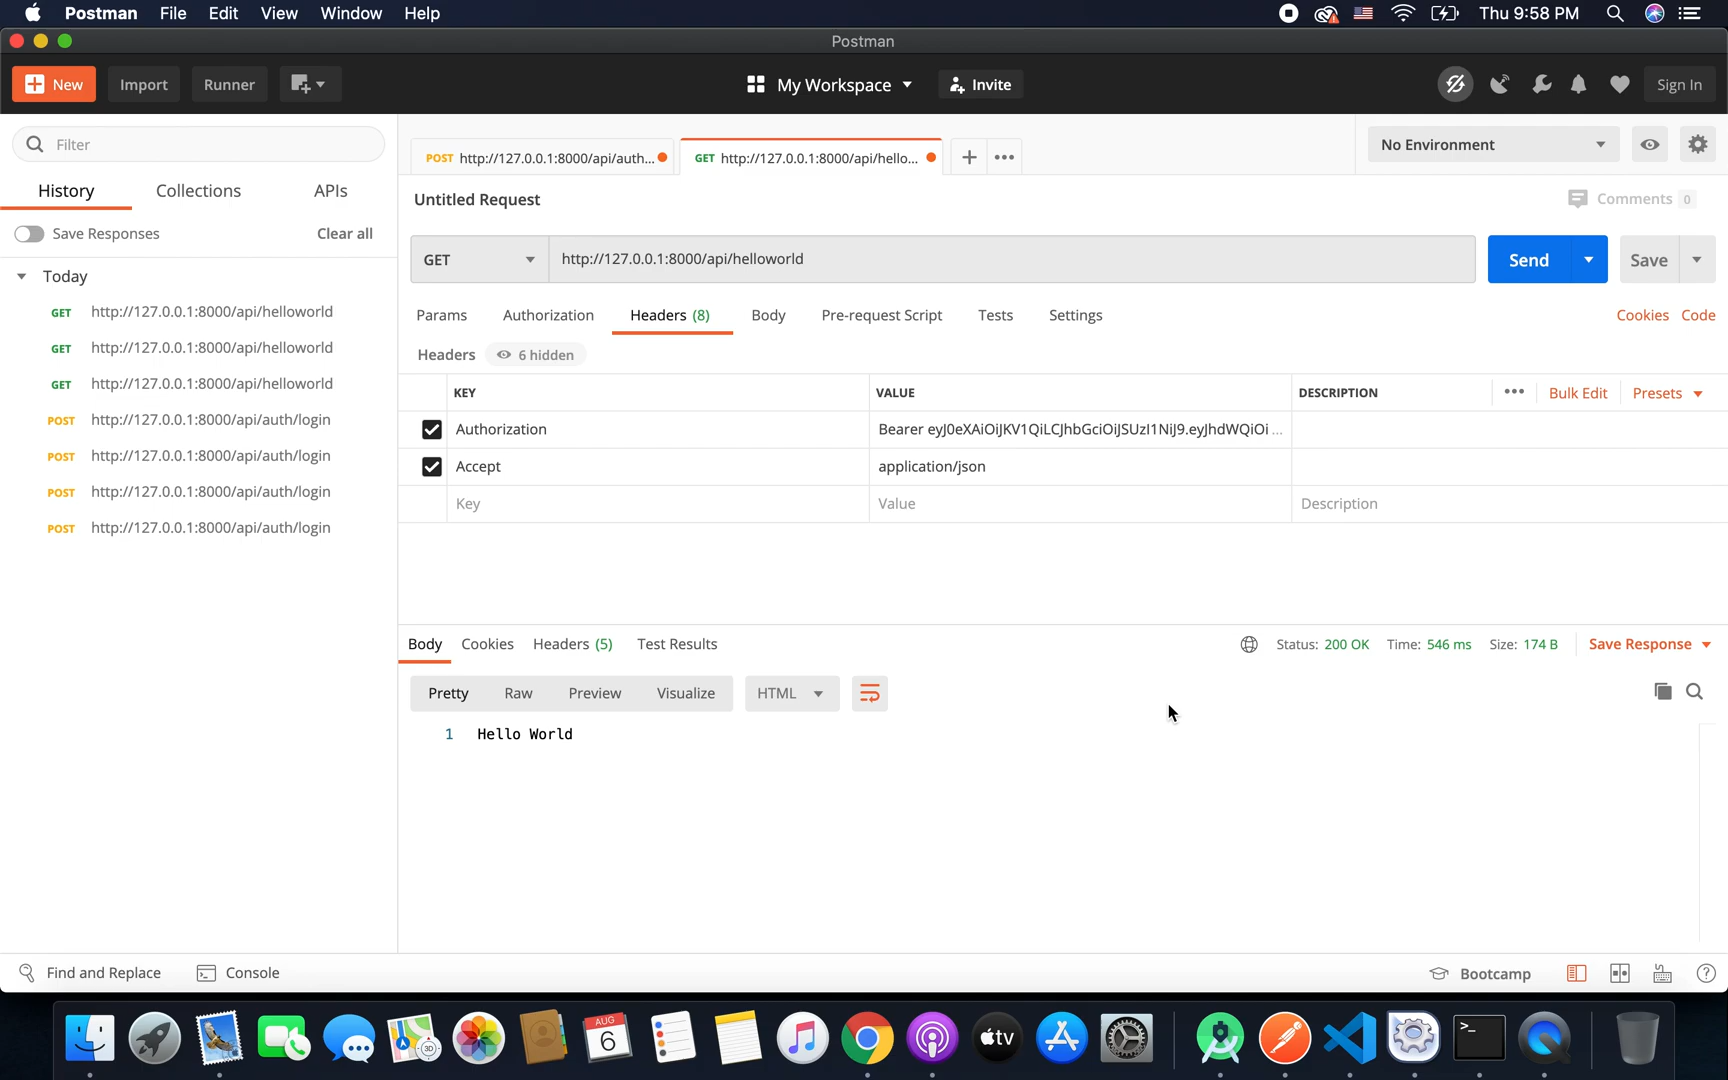 Postman File Edit View Window Help Thu 9:58 PM
Postman
New Import Runner My Workspace Invite Sign In
Filter
POST http://127.0.0.1:8000/api/auth... GET http://127.0.0.1:8000/api/hello... No Environment
History Collections APIs
Untitled Request Comments 0
Save Responses Clear all
GET http://127.0.0.1:8000/api/helloworld Send Save
Today
GET http://127.0.0.1:8000/api/helloworld
GET http://127.0.0.1:8000/api/helloworld
GET http://127.0.0.1:8000/api/helloworld
POST http://127.0.0.1:8000/api/auth/login
POST http://127.0.0.1:8000/api/auth/login
POST http://127.0.0.1:8000/api/auth/login
POST http://127.0.0.1:8000/api/auth/login
Params Authorization Headers (8) Body Pre-request Script Tests Settings Cookies Code
Headers 6 hidden
KEY VALUE DESCRIPTION Bulk Edit Presets
Authorization Bearer eyJ0eXAiOiJKV1QiLCJhbGciOiJSUzI1NiJ9.eyJhdWQiOi ...
Accept application/json
Key Value Description
Body Cookies Headers (5) Test Results Status: 200 OK Time: 546 ms Size: 174 B Save Response
Pretty Raw Preview Visualize HTML
1 Hello World
Find and Replace Console Bootcamp
AUG
6
3D
tv
>_